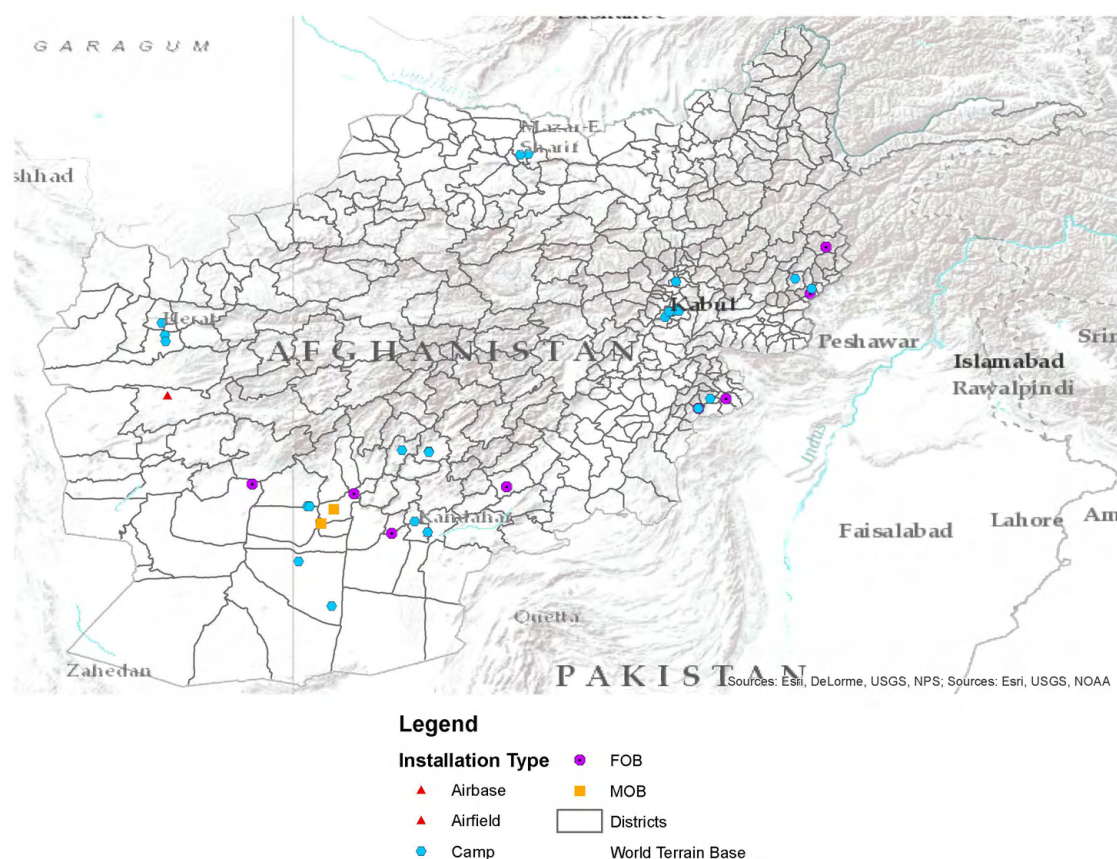 Dushanbe
GARAGUM
Mazar-E
Sharif
shhad
Kabul
Herat
AFGHANISTAN
Peshawar
Srin
Islamabad
Rawalpindi
Indus
Kandahar
Faisalabad
Lahore
Am
Quetta
Zahedan
PAKISTAN
Sources: Esri, DeLorme, USGS, NPS; Sources: Esri, USGS, NOAA
Legend
Installation Type
FOB
Airbase
MOB
Airfield
Districts
Camp
World Terrain Base